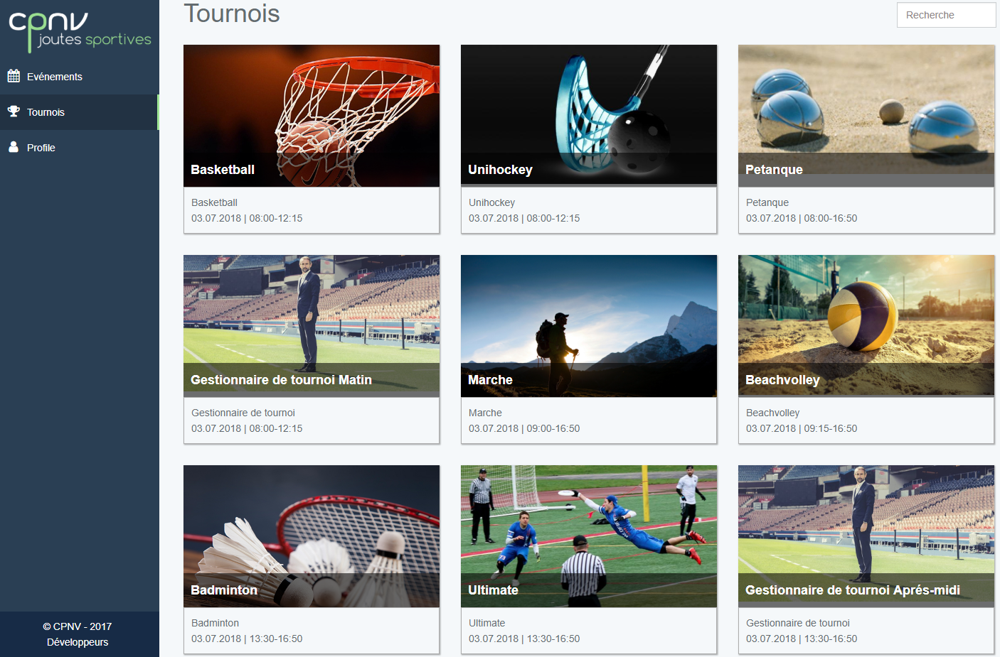 cpnv
joutes sportives
Evénements
Tournois
Profile
© CPNV - 2017
Développeurs
Tournois
Recherche
Basketball
Basketball
03.07.2018 | 08:00-12:15
Unihockey
Unihockey
03.07.2018 | 08:00-12:15
Petanque
Petanque
03.07.2018 | 08:00-16:50
Gestionnaire de tournoi Matin
Gestionnaire de tournoi
03.07.2018 | 08:00-12:15
Marche
Marche
03.07.2018 | 09:00-16:50
Beachvolley
Beachvolley
03.07.2018 | 09:15-16:50
Badminton
Badminton
03.07.2018 | 13:30-16:50
Ultimate
Ultimate
03.07.2018 | 13:30-16:50
Gestionnaire de tournoi Aprés-midi
Gestionnaire de tournoi
03.07.2018 | 13:30-16:50